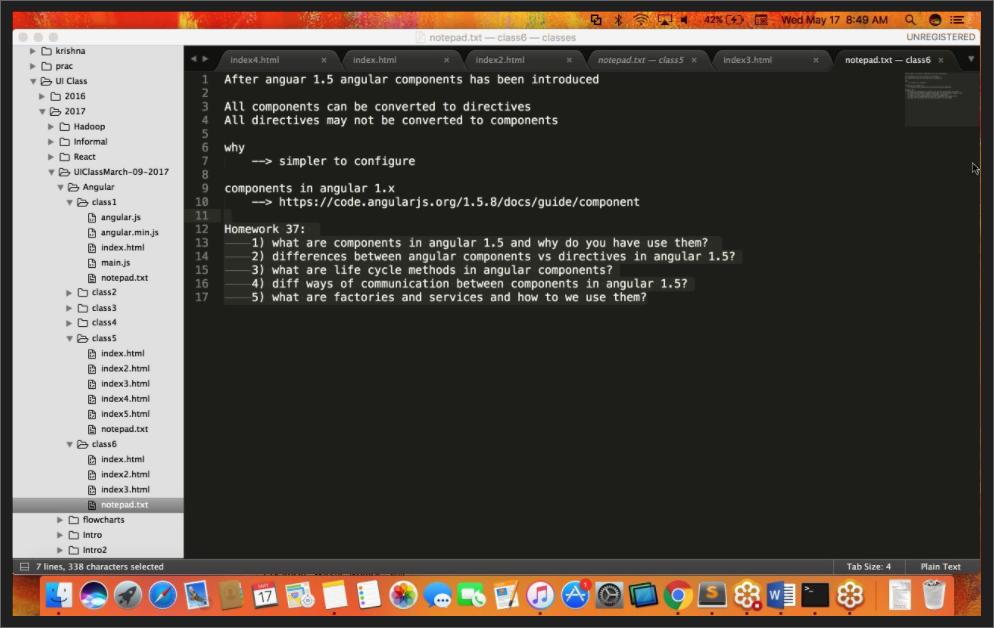 42%
Wed May 17 8:49 AM
notepad.txt — class6 — classes
UNREGISTERED
krishna
prac
UI Class
2016
2017
Hadoop
Informal
React
UIClassMarch-09-2017
Angular
class1
angular.js
angular.min.js
index.html
main.js
notepad.txt
class2
class3
class4
class5
index.html
index2.html
index3.html
index4.html
index5.html
notepad.txt
class6
index.html
index2.html
index3.html
notepad.txt
flowcharts
Intro
Intro2
index4.html × index.html × index2.html × notepad.txt — class5 × index3.html × notepad.txt — class6 ×
1 After anguar 1.5 angular components has been introduced
2
3 All components can be converted to directives
4 All directives may not be converted to components
5
6 why
7 --> simpler to configure
8
9 components in angular 1.x
10 --> https://code.angularjs.org/1.5.8/docs/guide/component
11
12 Homework 37:
13 1) what are components in angular 1.5 and why do you have use them?
14 2) differences between angular components vs directives in angular 1.5?
15 3) what are life cycle methods in angular components?
16 4) diff ways of communication between components in angular 1.5?
17 5) what are factories and services and how to we use them?
7 lines, 338 characters selected
Tab Size: 4
Plain Text
17